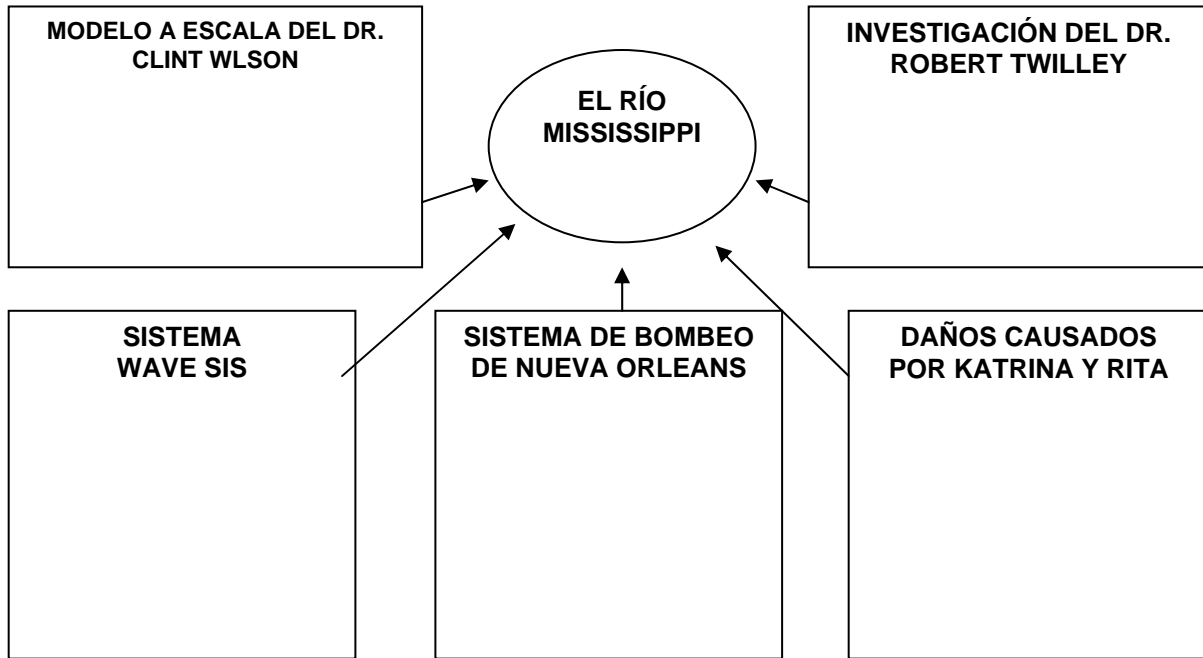 MODELO A ESCALA DEL DR.
CLINT WLSON
EL RÍO
MISSISSIPPI
INVESTIGACIÓN DEL DR.
ROBERT TWILLEY
SISTEMA
WAVE SIS
SISTEMA DE BOMBEO
DE NUEVA ORLEANS
DAÑOS CAUSADOS
POR KATRINA Y RITA